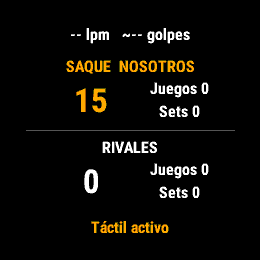 -- lpm ~-- golpes
SAQUE NOSOTROS
15
Juegos 0
Sets 0
RIVALES
0
Juegos 0
Sets 0
Táctil activo